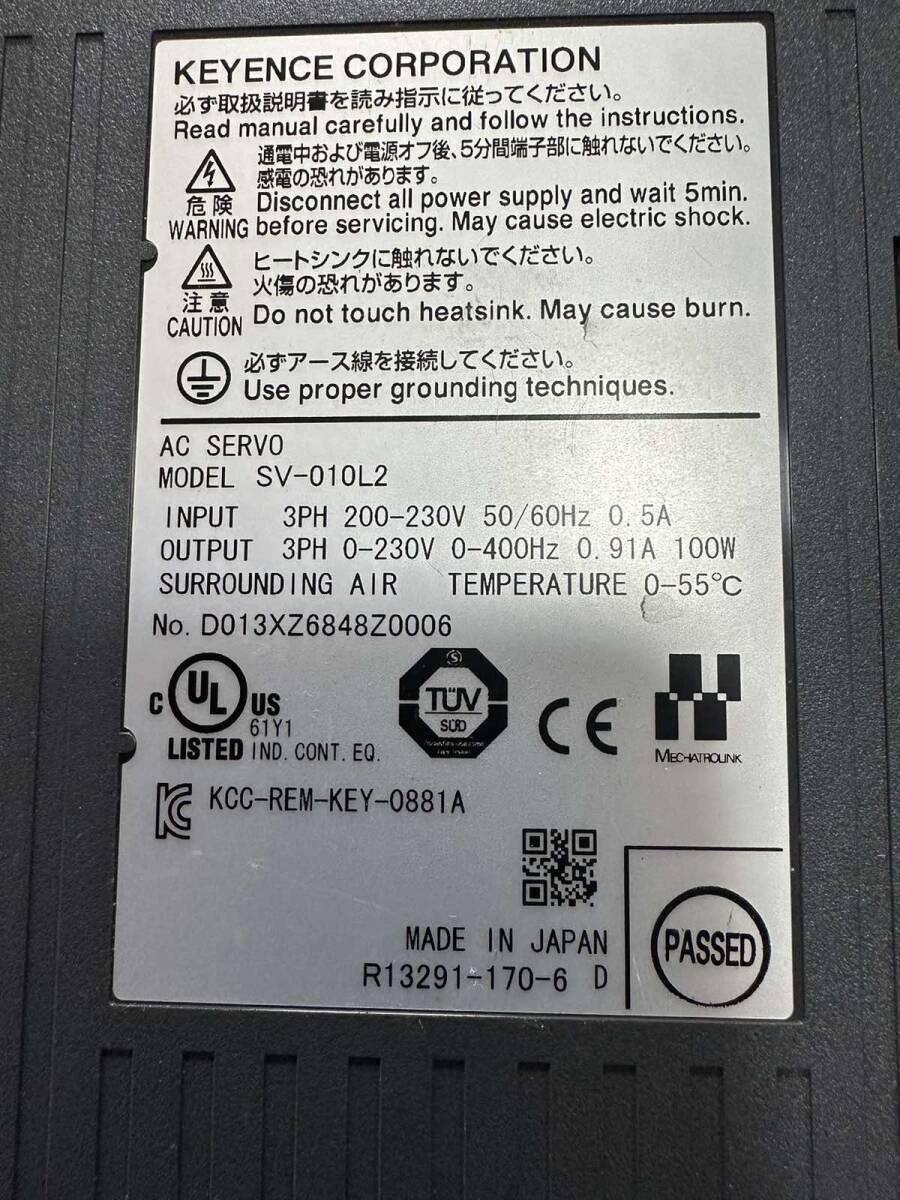 KEYENCE CORPORATION
必ず取扱説明書を読み指示に従ってください。
Read manual carefully and follow the instructions.
通電中および電源オフ後、5分間端子部に触れないでください。
感電の恐れがあります。
危険
WARNING
Disconnect all power supply and wait 5min.
before servicing. May cause electric shock.
ヒートシンクに触れないでください。
火傷の恐れがあります。
注意
CAUTION
Do not touch heatsink. May cause burn.
必ずアース線を接続してください。
Use proper grounding techniques.
AC SERVO
MODEL SV-010L2
INPUT 3PH 200-230V 50/60Hz 0.5A
OUTPUT 3PH 0-230V 0-400Hz 0.91A 100W
SURROUNDING AIR TEMPERATURE 0-55℃
No. D013XZ6848Z0006
C UL US
61Y1
LISTED IND. CONT. EQ.
TÜV
SÜD
CE
MECHATROLINK
KCC-REM-KEY-0881A
MADE IN JAPAN
R13291-170-6 D
PASSED